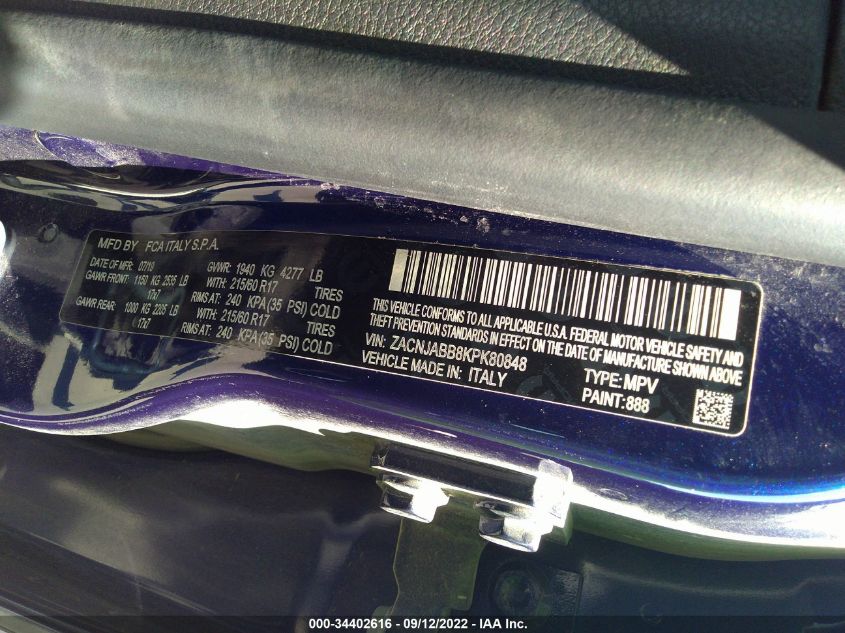 MFD BY FCA ITALY S.P.A.
DATE OF MFR: 07/18 GVWR: 1940 KG 4277 LB
GAWR FRONT: 1150 KG 2535 LB WITH: 215/60 R17 TIRES
17x7 RIMS AT: 240 KPA (35 PSI) COLD
GAWR REAR: 1000 KG 2205 LB WITH: 215/60 R17 TIRES
17x7 RIMS AT: 240 KPA (35 PSI) COLD
THIS VEHICLE CONFORMS TO ALL APPLICABLE U.S.A. FEDERAL MOTOR VEHICLE SAFETY AND
THEFT PREVENTION STANDARDS IN EFFECT ON THE DATE OF MANUFACTURE SHOWN ABOVE
VIN: ZACNJABB8KPK80848 TYPE: MPV
VEHICLE MADE IN: ITALY PAINT: 888
000-34402616 - 09/12/2022 - IAA Inc.